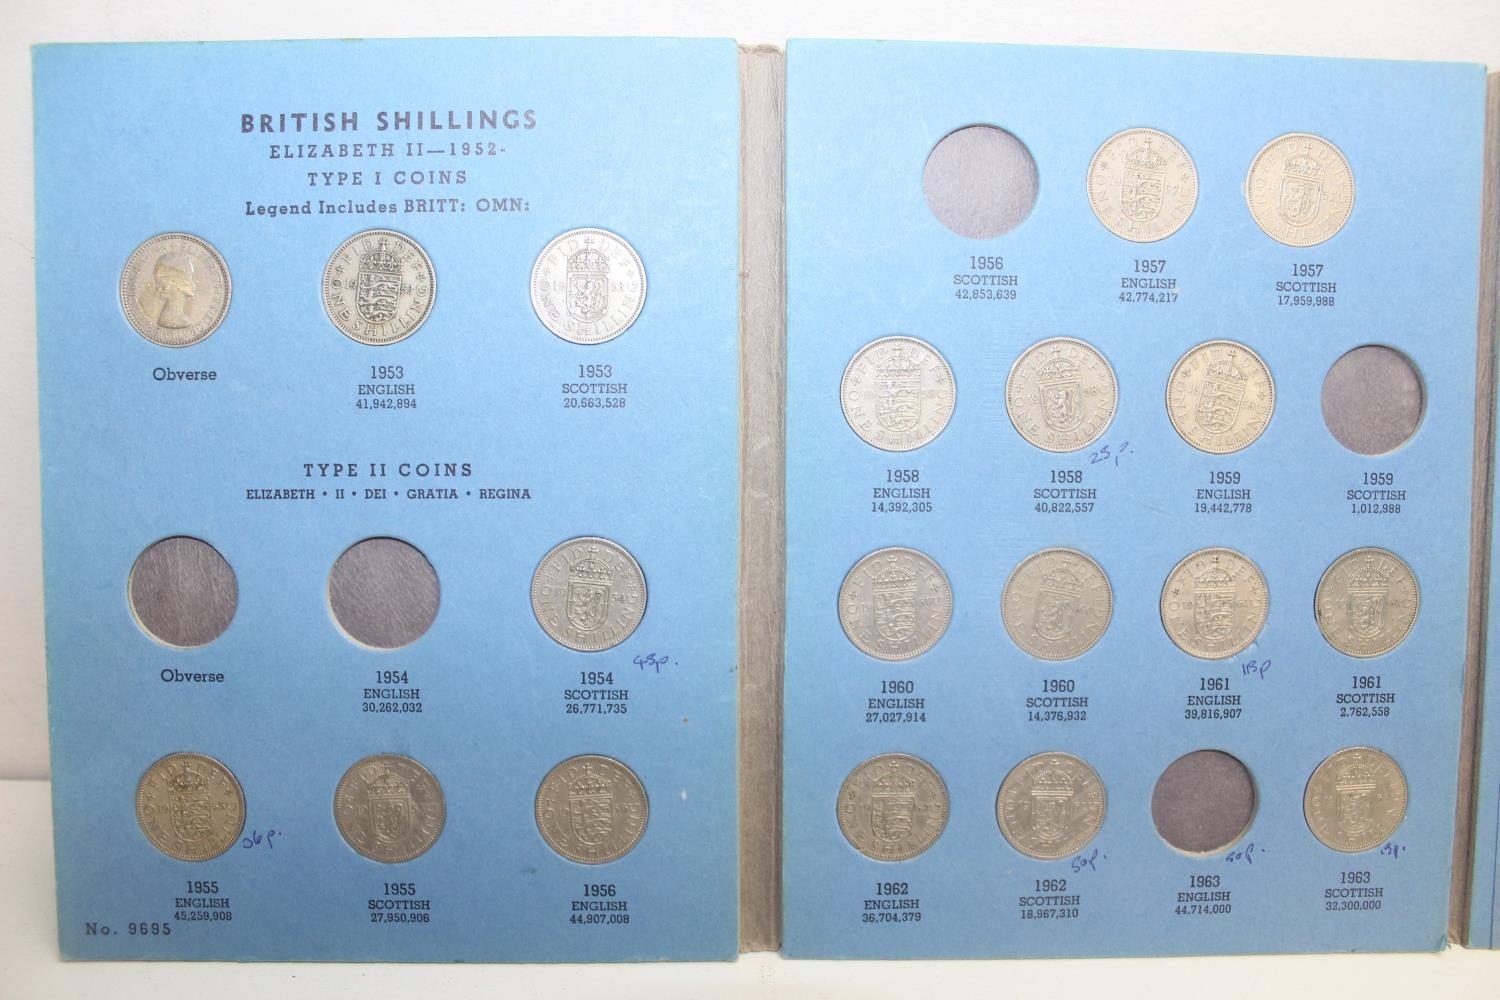 BRITISH SHILLINGS
ELIZABETH II—1952-
TYPE I COINS
Legend Includes BRITT: OMN:
Obverse
1953
ENGLISH
41,942,894
1953
SCOTTISH
20,663,528
TYPE II COINS
ELIZABETH • II • DEI • GRATIA • REGINA
Obverse
1954
ENGLISH
30,262,032
1954
SCOTTISH
26,771,735
1955
ENGLISH
45,259,908
1955
SCOTTISH
27,950,906
1956
ENGLISH
44,907,008
No. 9695
1956
SCOTTISH
42,853,639
1957
ENGLISH
42,774,217
1957
SCOTTISH
17,959,988
1958
ENGLISH
14,392,305
25p.
1958
SCOTTISH
40,822,557
1959
ENGLISH
19,442,778
1959
SCOTTISH
1,012,988
1960
ENGLISH
27,027,914
1960
SCOTTISH
14,376,932
1961
ENGLISH
39,816,907
1961
SCOTTISH
2,762,558
1962
ENGLISH
36,704,379
50p.
1962
SCOTTISH
18,967,310
50p.
1963
ENGLISH
44,714,000
1963
SCOTTISH
32,300,000